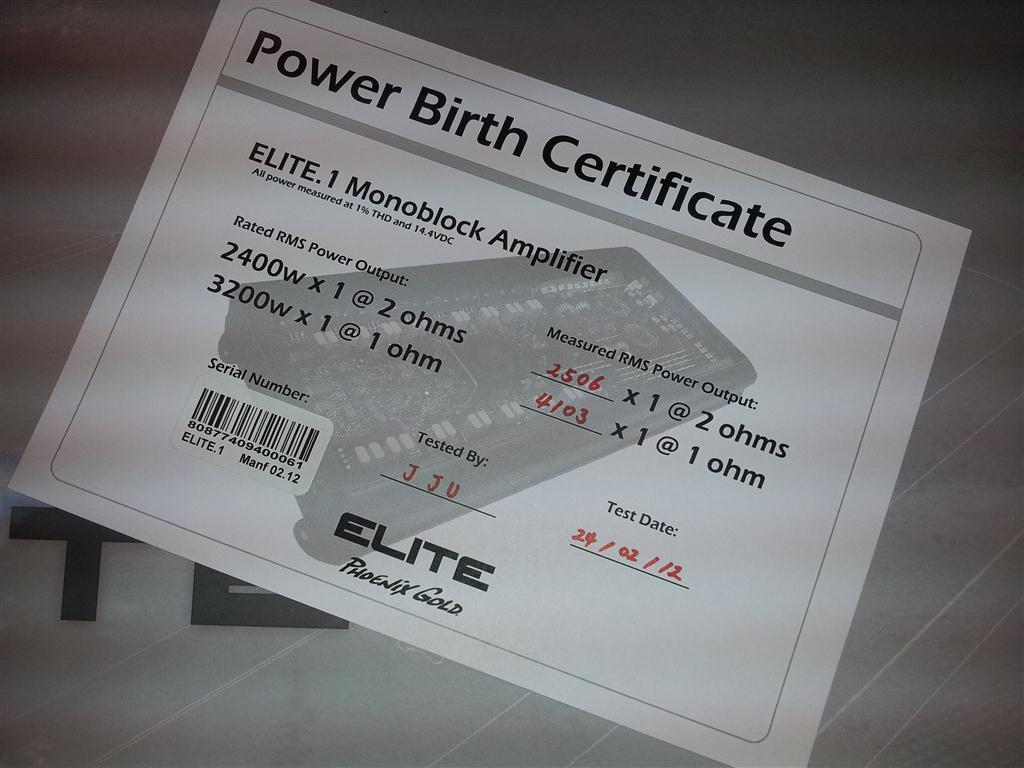 Power Birth Certificate
ELITE.1 Monoblock Amplifier
All power measured at 1% THD and 14.4VDC
Rated RMS Power Output:
2400w x 1 @ 2 ohms
3200w x 1 @ 1 ohm
Measured RMS Power Output:
2506 x 1 @ 2 ohms
4103 x 1 @ 1 ohm
Serial Number:
80877409400061
ELITE.1 Manf 02.12
Tested By:
J JU
Test Date:
24/02/12
ELITE
PHOENIX GOLD
TE